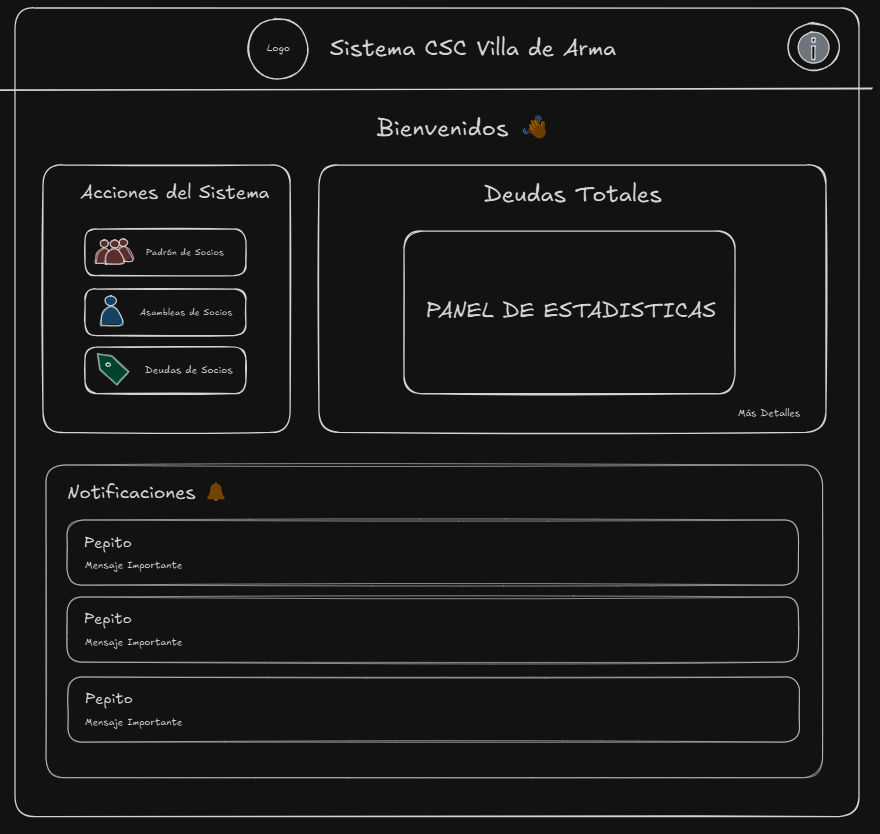 Logo
Sistema CSC Villa de Arma
i
Bienvenidos
Acciones del Sistema
Padrón de Socios
Asambleas de Socios
Deudas de Socios
Deudas Totales
PANEL DE ESTADISTICAS
Más Detalles
Notificaciones
Pepito
Mensaje Importante
Pepito
Mensaje Importante
Pepito
Mensaje Importante